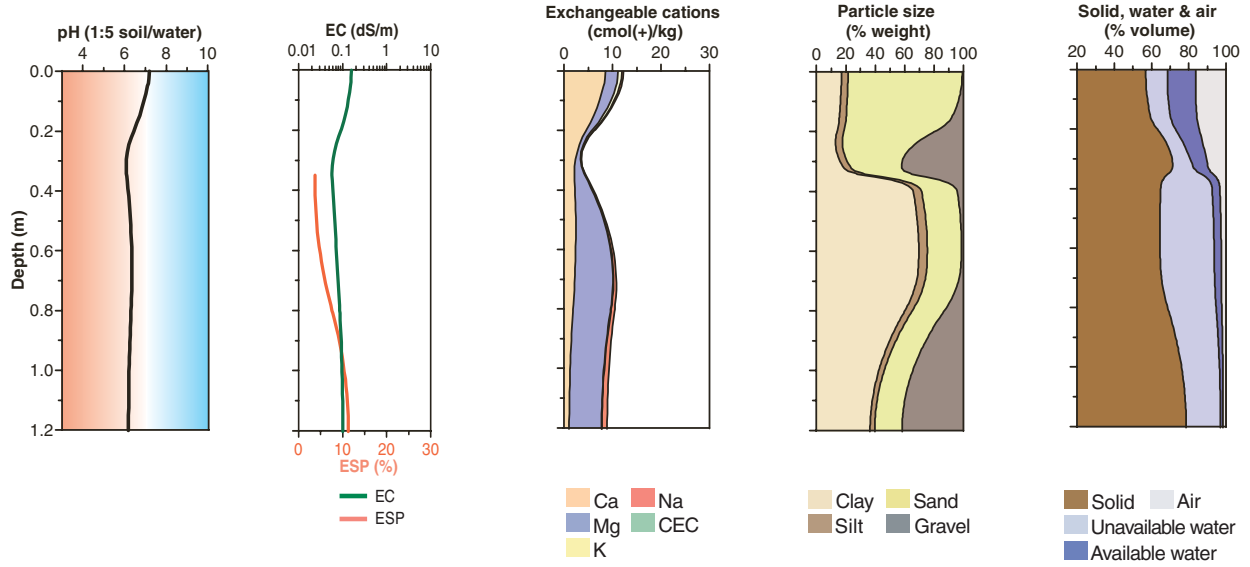 pH (1:5 soil/water)
4 6 8 10
0.0
0.2
0.4
0.6
0.8
1.0
1.2
Depth (m)
EC (dS/m)
0.01 0.1 1 10
0 10 20 30
ESP (%)
EC
ESP
Exchangeable cations
(cmol(+)/kg)
0 10 20 30
Ca
Na
Mg
CEC
K
Particle size
(% weight)
0 20 40 60 80 100
Clay
Sand
Silt
Gravel
Solid, water & air
(% volume)
20 40 60 80 100
Solid
Air
Unavailable water
Available water